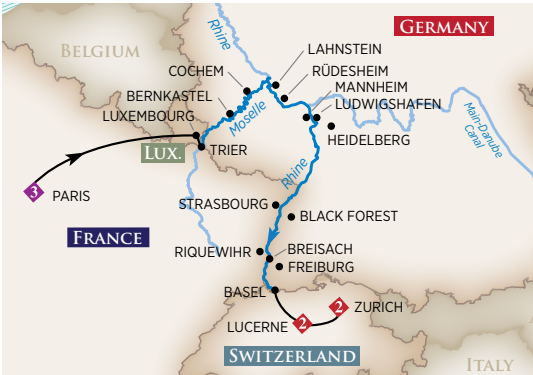 GERMANY
Rhine
BELGIUM
LAHNSTEIN
COCHEM
RÜDESHEIM
MANNHEIM
BERNKASTEL
LUDWIGSHAFEN
LUXEMBOURG
Moselle
Main-Danube
Canal
HEIDELBERG
LUX.
TRIER
Rhine
3
PARIS
STRASBOURG
BLACK FOREST
FRANCE
RIQUEWIHR
BREISACH
FREIBURG
BASEL
2
ZURICH
LUCERNE
2
SWITZERLAND
ITALY